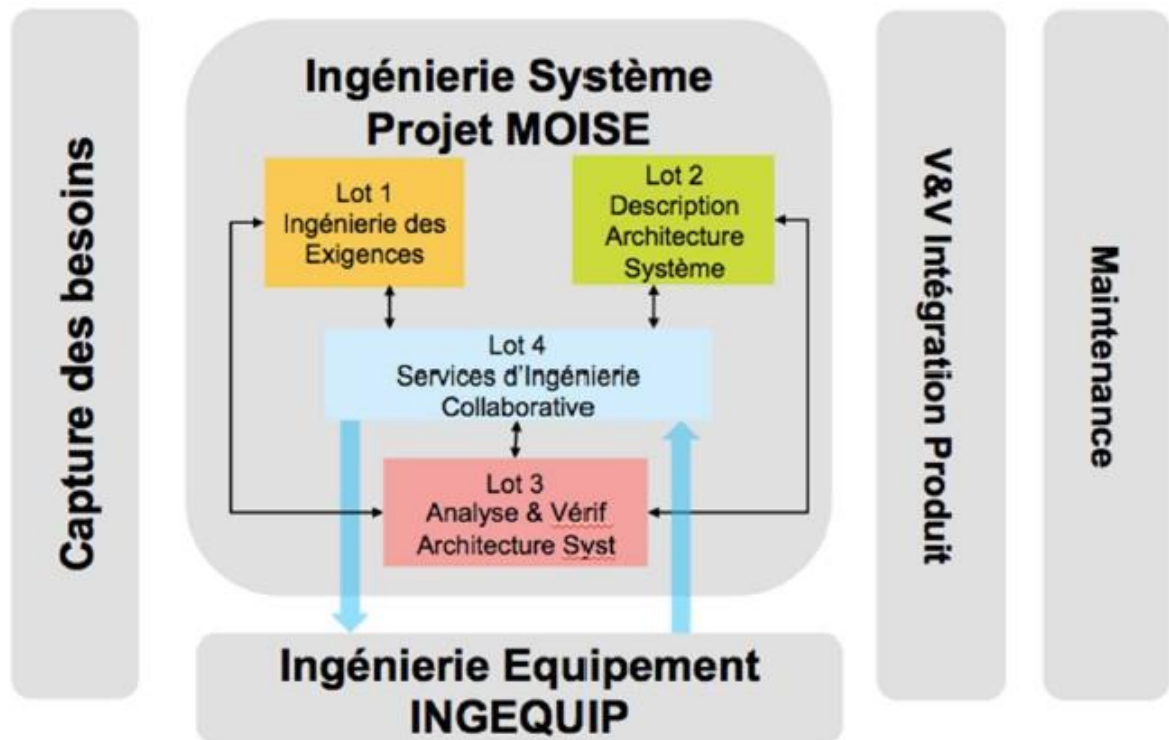 Capture des besoins
Ingénierie Système
Projet MOISE
Lot 1
Ingénierie des
Exigences
Lot 2
Description
Architecture
Système
Lot 4
Services d'Ingénierie
Collaborative
Lot 3
Analyse & Vérif
Architecture Syst
Ingénierie Equipement
INGEQUIP
V&V Intégration Produit
Maintenance